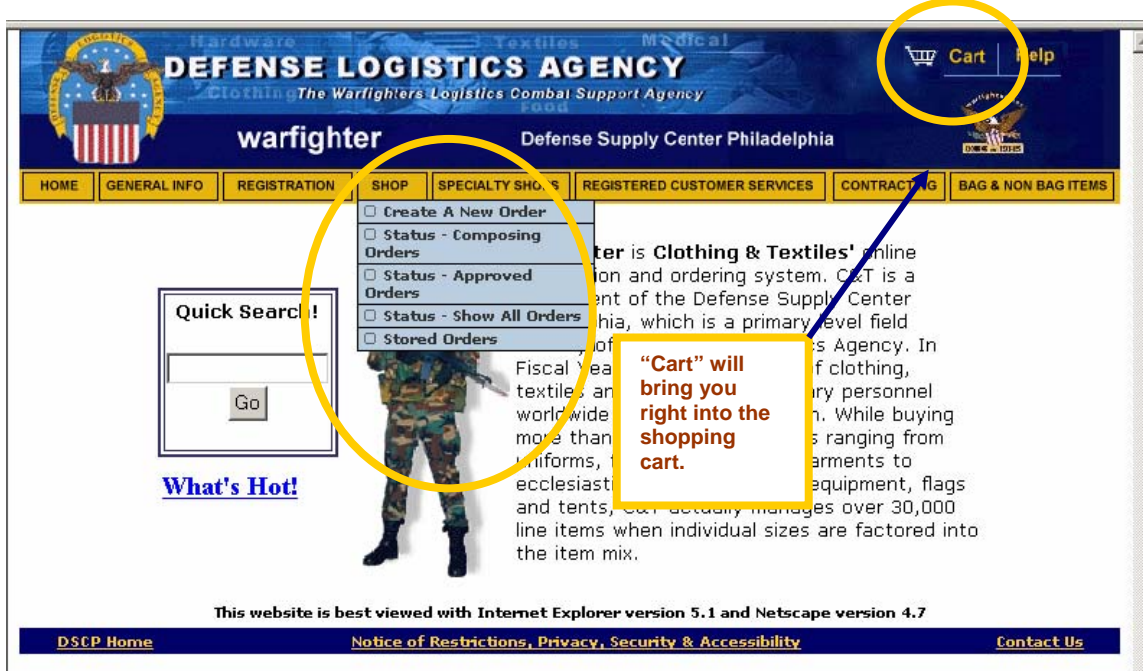 Hardware Textiles Medical
DEFENSE LOGISTICS AGENCY
Clothing The Warfighters Logistics Combat Support Agency
Food
Cart Help
warfighter Defense Supply Center Philadelphia
HOME GENERAL INFO REGISTRATION SHOP SPECIALTY SHOPS REGISTERED CUSTOMER SERVICES CONTRACTING BAG & NON BAG ITEMS
Create A New Order
Status - Composing
Orders
Status - Approved
Orders
Status - Show All Orders
Stored Orders
Quick Search!
Go
What's Hot!
ter is Clothing & Textiles' online
ion and ordering system. C&T is a
ent of the Defense Supply Center
hia, which is a primary level field
of s Agency. In
Fiscal Yea f clothing,
textiles an ry personnel
worldwide n. While buying
more than s ranging from
uniforms, f arments to
ecclesiasti equipment, flags
and tents, C&T actually manages over 30,000
line items when individual sizes are factored into
the item mix.
“Cart” will
bring you
right into the
shopping
cart.
This website is best viewed with Internet Explorer version 5.1 and Netscape version 4.7
DSCP Home Notice of Restrictions, Privacy, Security & Accessibility Contact Us